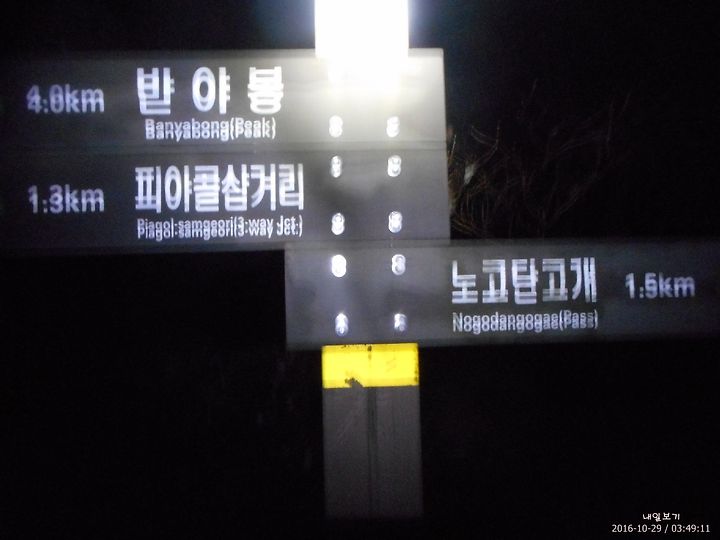 4.0km 반야봉
Banyabong(Peak)
1.3km 피아골삼거리
Piagol-samgeori(3-way Jct.)
노고단고개 1.5km
Nogodangogae(Pass)
내일보기
2016-10-29 / 03:49:11